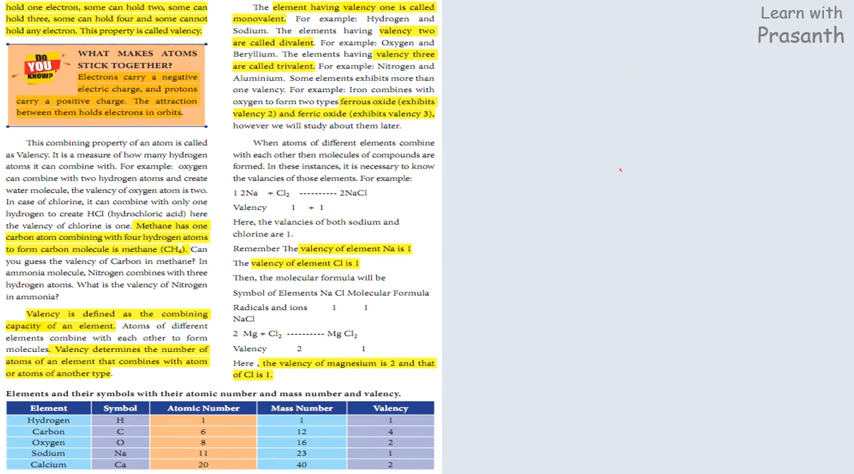 hold one electron, some can hold two, some can
hold three, some can hold four and some cannot
hold any electron. This property is called valency.
DO
YOU
KNOW?
WHAT MAKES ATOMS
STICK TOGETHER?
Electrons carry a negative
electric charge, and protons
carry a positive charge. The attraction
between them holds electrons in orbits.
This combining property of an atom is called
as Valency. It is a measure of how many hydrogen
atoms it can combine with. For example: oxygen
can combine with two hydrogen atoms and create
water molecule, the valency of oxygen atom is two.
In case of chlorine, it can combine with only one
hydrogen to create HCl (hydrochloric acid) here
the valency of chlorine is one. Methane has one
carbon atom combining with four hydrogen atoms
to form carbon molecule is methane (CH₄). Can
you guess the valency of Carbon in methane? In
ammonia molecule, Nitrogen combines with three
hydrogen atoms. What is the valency of Nitrogen
in ammonia?
Valency is defined as the combining
capacity of an element. Atoms of different
elements combine with each other to form
molecules. Valency determines the number of
atoms of an element that combines with atom
or atoms of another type.
The element having valency one is called
monovalent. For example: Hydrogen and
Sodium. The elements having valency two
are called divalent. For example: Oxygen and
Beryllium. The elements having valency three
are called trivalent. For example: Nitrogen and
Aluminium. Some elements exhibits more than
one valency. For example: Iron combines with
oxygen to form two types ferrous oxide (exhibits
valency 2) and ferric oxide (exhibits valency 3),
however we will study about them later.
When atoms of different elements combine
with each other then molecules of compounds are
formed. In these instances, it is necessary to know
the valancies of those elements. For example:
1 2Na + Cl₂ ---------- 2NaCl
Valency 1 + 1
Here, the valancies of both sodium and
chlorine are 1.
Remember The valency of element Na is 1
The valency of element Cl is 1
Then, the molecular formula will be
Symbol of Elements Na Cl Molecular Formula
Radicals and ions 1 1
NaCl
2 Mg + Cl₂ ---------- Mg Cl₂
Valency 2 1
Here , the valency of magnesium is 2 and that
of Cl is 1.
Elements and their symbols with their atomic number and mass number and valency.
Element Symbol Atomic Number Mass Number Valency
Hydrogen H 1 1 1
Carbon C 6 12 4
Oxygen O 8 16 2
Sodium Na 11 23 1
Calcium Ca 20 40 2
Learn with
Prasanth